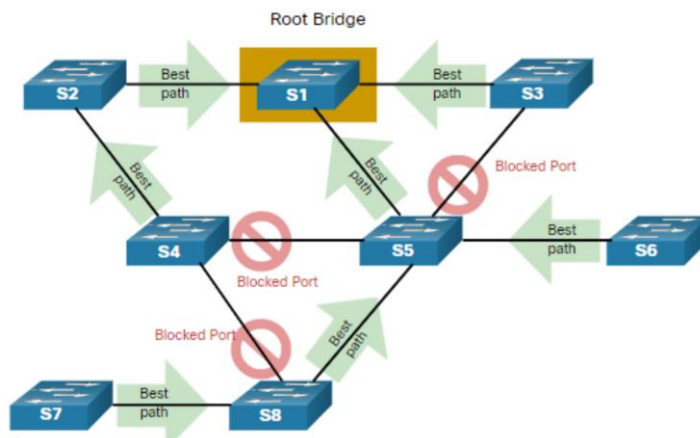 Root Bridge
Best
path
Best
path
S2
S1
S3
Best
path
Best
path
Blocked Port
S4
S5
Best
path
S6
Blocked Port
Blocked Port
Best
path
Best
path
S7
S8